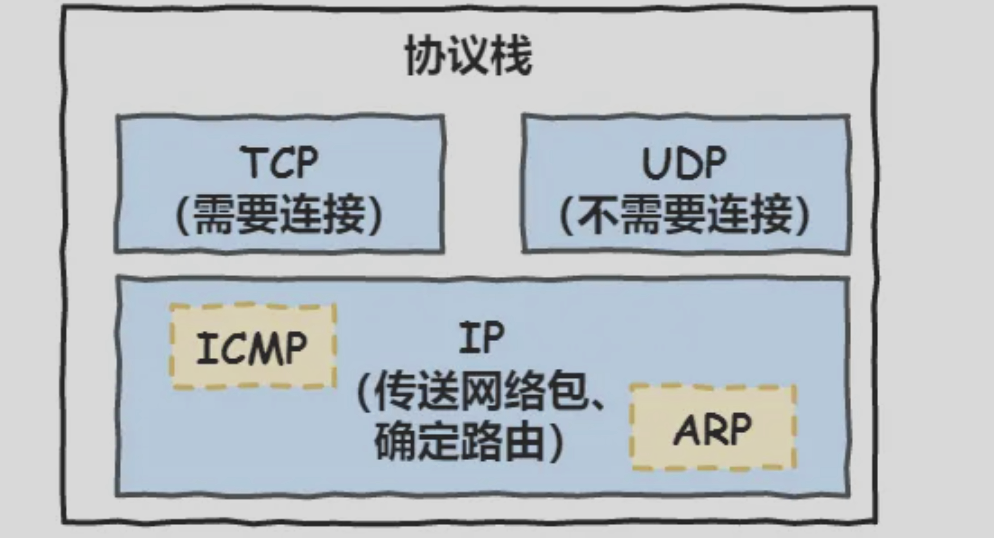 协议栈
TCP
(需要连接)
UDP
(不需要连接)
ICMP
IP
(传送网络包、
确定路由)
ARP